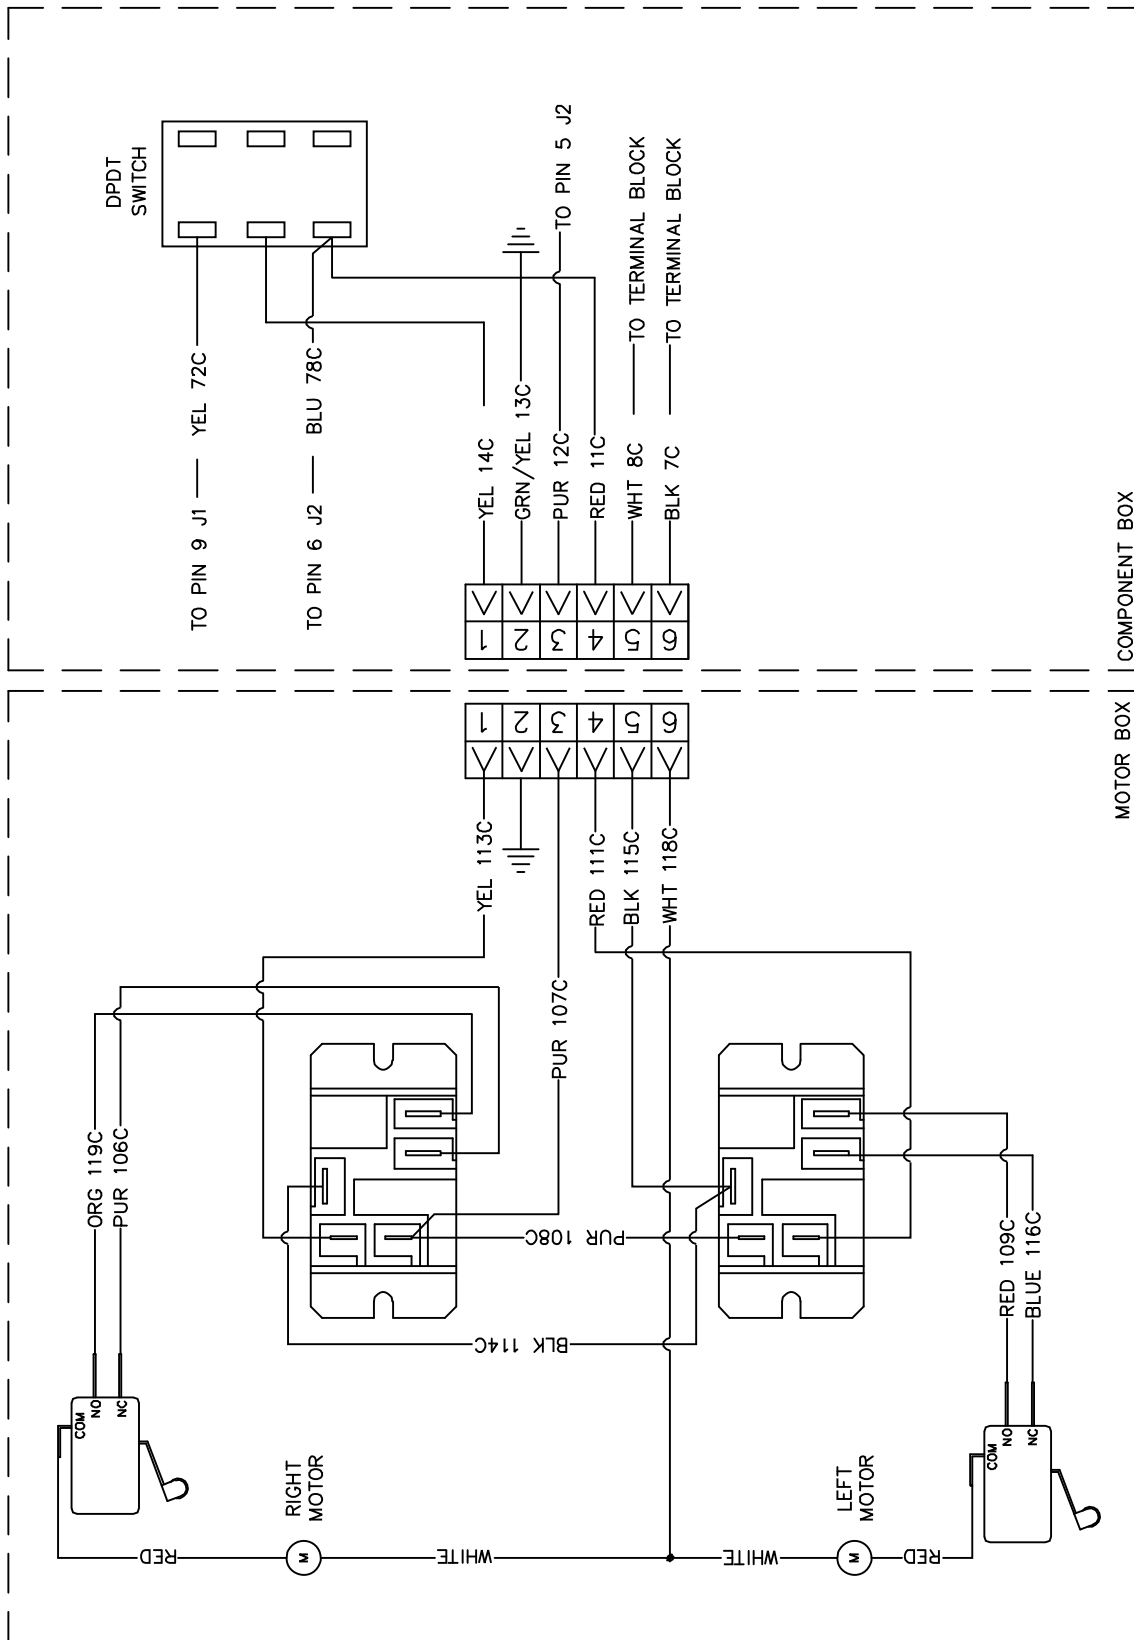 DPDT
SWITCH
TO PIN 9 J1
YEL 72C
TO PIN 6 J2
BLU 78C
YEL 14C
GRN/YEL 13C
PUR 12C
TO PIN 5 J2
RED 11C
WHT 8C
TO TERMINAL BLOCK
BLK 7C
TO TERMINAL BLOCK
1
2
3
4
5
6
COMPONENT BOX
MOTOR BOX
1
2
3
4
5
6
YEL 113C
PUR 107C
RED 111C
BLK 115C
WHT 118C
ORG 119C
PUR 106C
PUR 108C
BLK 114C
RED 109C
BLUE 116C
COM
NO
NC
COM
NO
NC
RIGHT
MOTOR
LEFT
MOTOR
RED
M
WHITE
WHITE
M
RED